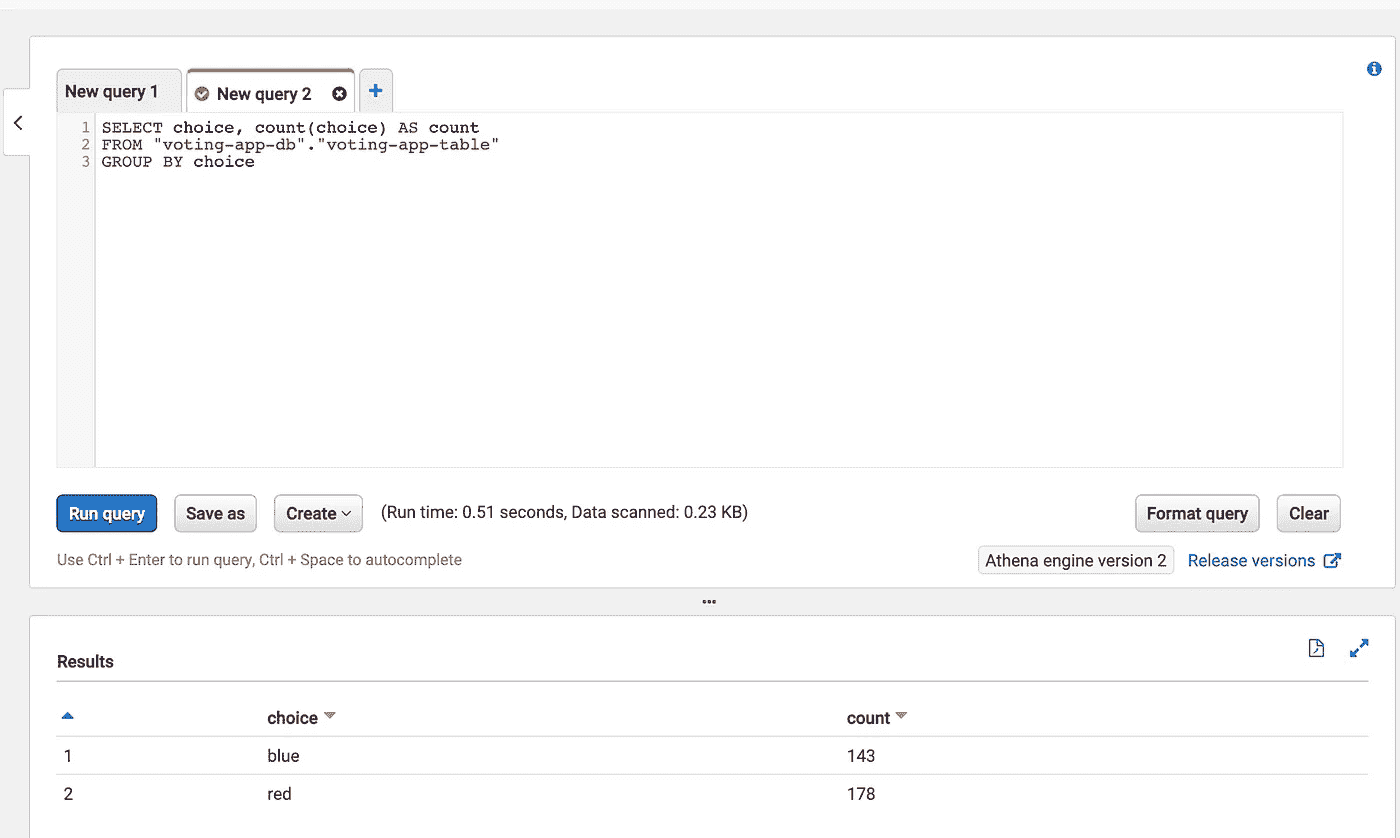 New query 1
New query 2
1 SELECT choice, count(choice) AS count
2 FROM "voting-app-db"."voting-app-table"
3 GROUP BY choice
Run query Save as Create (Run time: 0.51 seconds, Data scanned: 0.23 KB) Format query Clear
Use Ctrl + Enter to run query, Ctrl + Space to autocomplete Athena engine version 2 Release versions
Results
choice count
1 blue 143
2 red 178